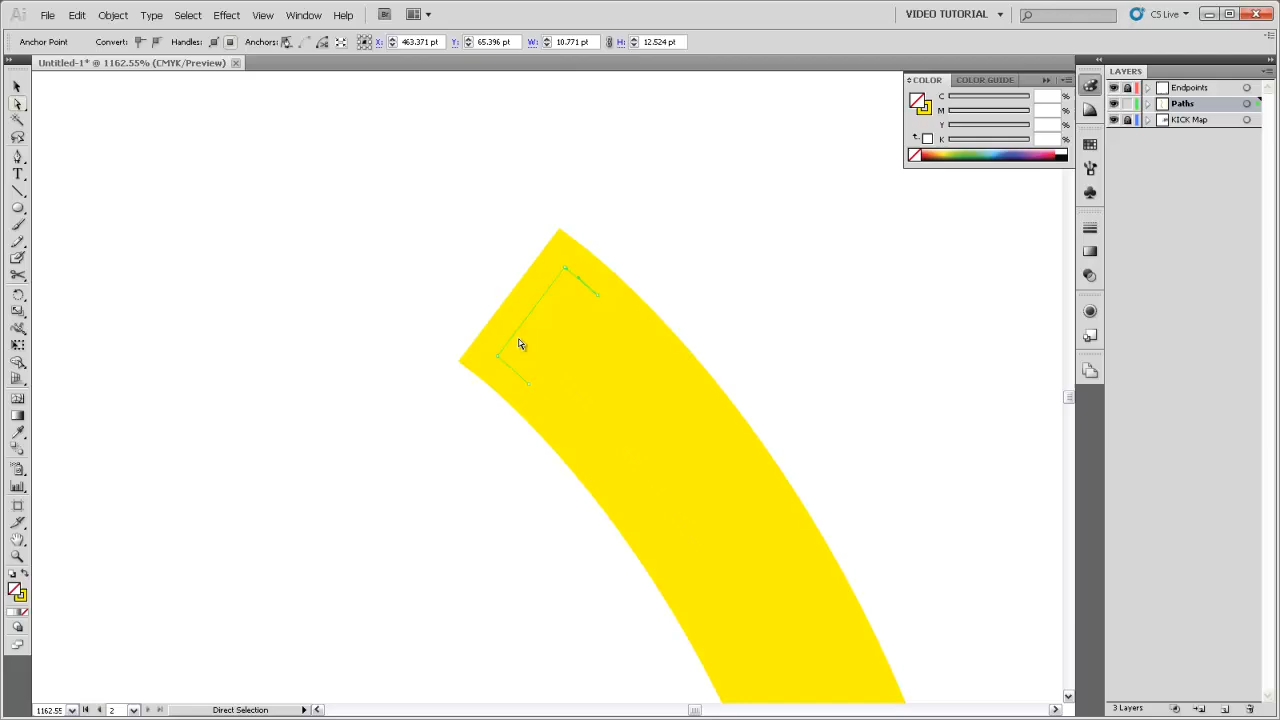 Ai File Edit Object Type Select Effect View Window Help Br VIDEO TUTORIAL CS Live
Anchor Point Convert: Handles: Anchors: X: 463.371 pt Y: 65.396 pt W: 10.771 pt H: 12.524 pt
Untitled-1* @ 1162.55% (CMYK/Preview)
COLOR COLOR GUIDE
C %
M %
Y %
K %
LAYERS
Endpoints
Paths
KICK Map
1162.55 2 Direct Selection
3 Layers